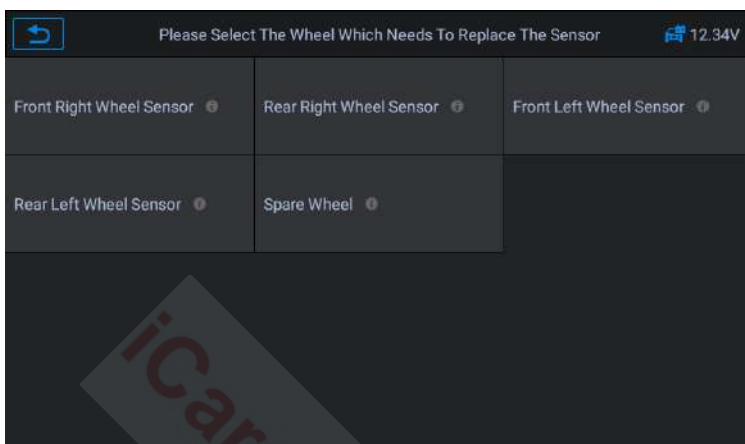 Please Select The Wheel Which Needs To Replace The Sensor 12.34V
Front Right Wheel Sensor
Rear Right Wheel Sensor
Front Left Wheel Sensor
Rear Left Wheel Sensor
Spare Wheel
iCar